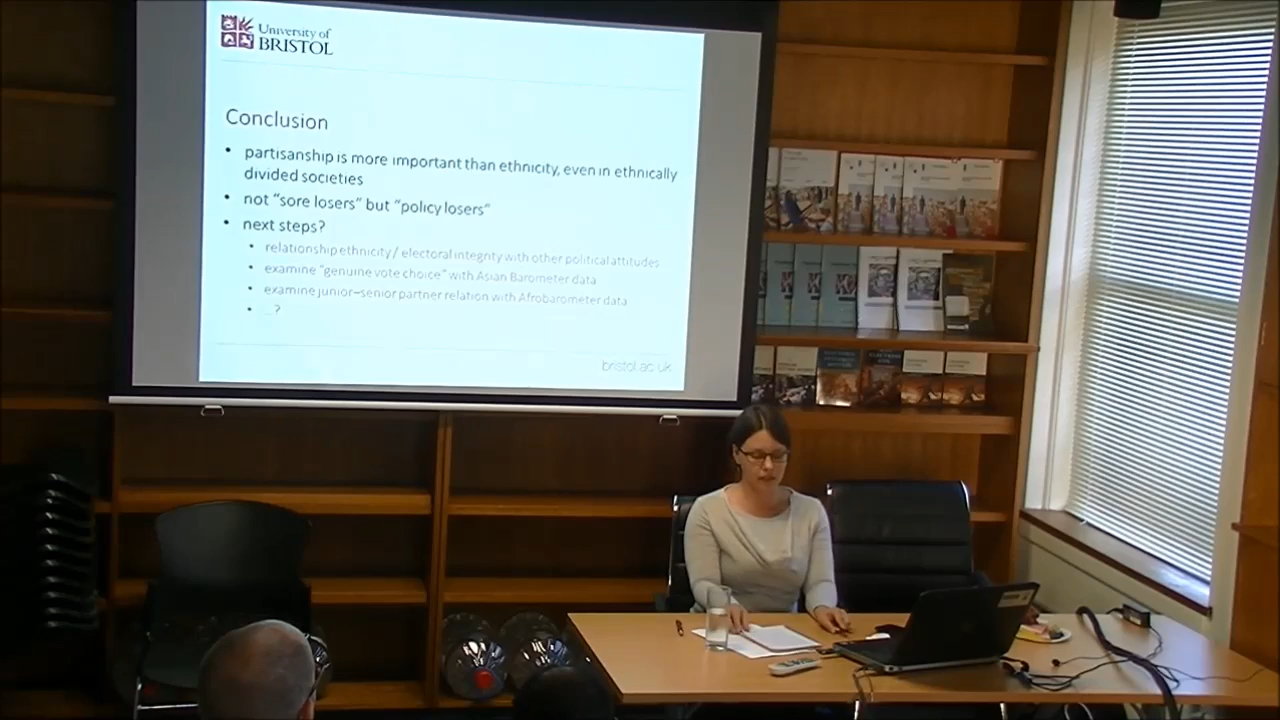 University of
BRISTOL
Conclusion
• partisanship is more important than ethnicity, even in ethnically
divided societies
• not "sore losers" but "policy losers"
• next steps?
• relationship ethnicity / electoral integrity with other political attitudes
• examine "genuine vote choice" with Asian Barometer data
• examine junior–senior partner relation with Afrobarometer data
• ...?
bristol.ac.uk